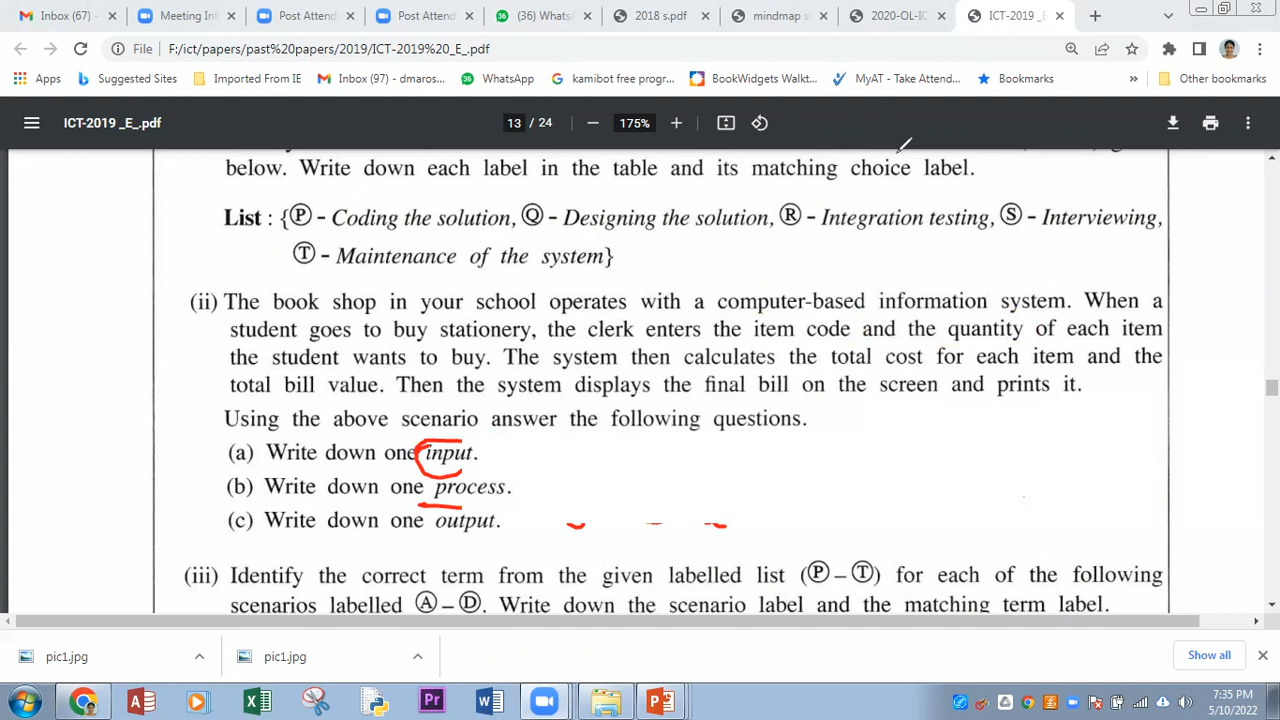 Inbox (67)
Meeting In
Post Attend
Post Attend
(36) WhatsA
2018 s.pdf
mindmap s
2020-OL-IC
ICT-2019 _E
File F:/ict/papers/past%20papers/2019/ICT-2019%20_E_.pdf
Apps Suggested Sites Imported From IE Inbox (97) - dmaros... 36 WhatsApp kamibot free progr... BookWidgets Walkt... MyAT - Take Attend... Bookmarks » Other bookmarks
ICT-2019 _E_.pdf 13 / 24 175%
below. Write down each label in the table and its matching choice label.
List : {Ⓟ - Coding the solution, Ⓠ - Designing the solution, Ⓡ - Integration testing, Ⓢ - Interviewing,
Ⓣ - Maintenance of the system}
(ii) The book shop in your school operates with a computer-based information system. When a
student goes to buy stationery, the clerk enters the item code and the quantity of each item
the student wants to buy. The system then calculates the total cost for each item and the
total bill value. Then the system displays the final bill on the screen and prints it.
Using the above scenario answer the following questions.
(a) Write down one input.
(b) Write down one process.
(c) Write down one output.
(iii) Identify the correct term from the given labelled list (Ⓟ – Ⓣ) for each of the following
scenarios labelled Ⓐ – Ⓓ. Write down the scenario label and the matching term label.
pic1.jpg
pic1.jpg
Show all
Pr
7:35 PM
5/10/2022